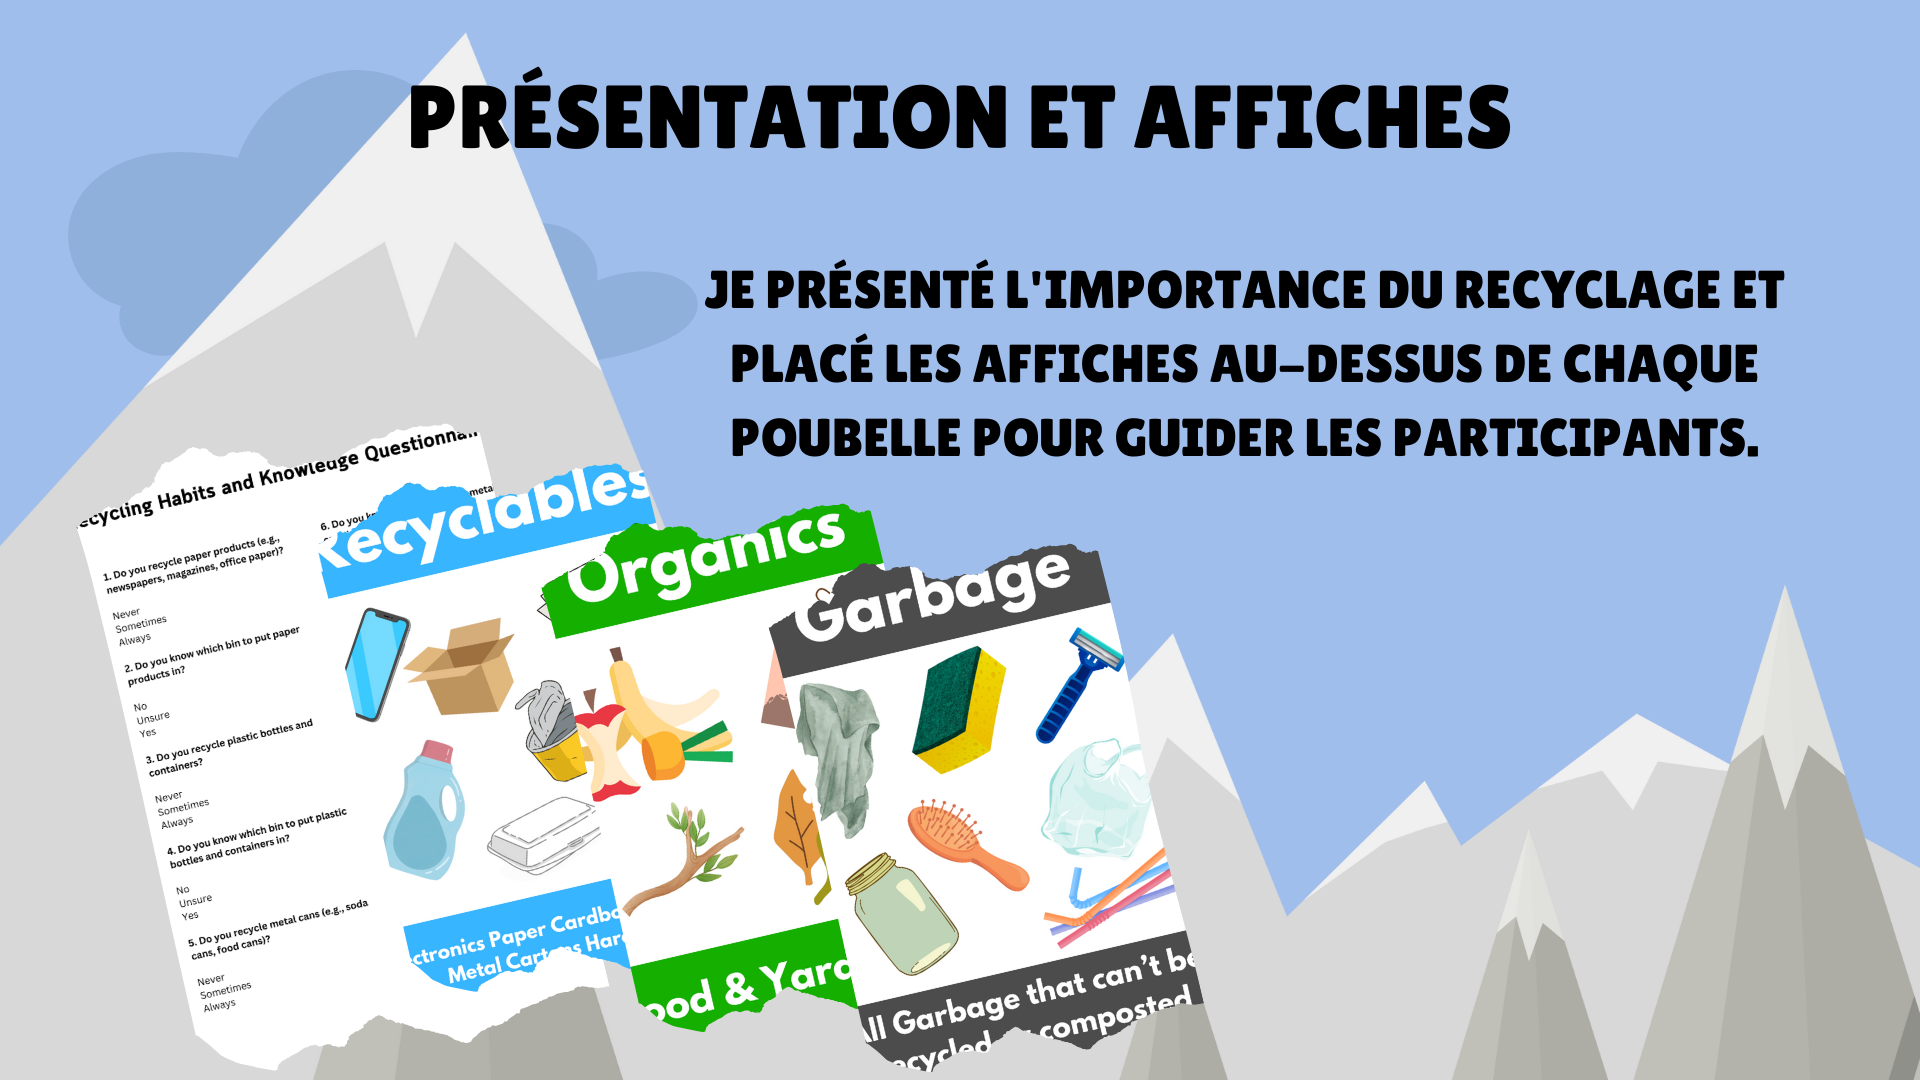 PRÉSENTATION ET AFFICHES
JE PRÉSENTÉ L'IMPORTANCE DU RECYCLAGE ET
PLACÉ LES AFFICHES AU-DESSUS DE CHAQUE
POUBELLE POUR GUIDER LES PARTICIPANTS.
Habits and Knowledge
1. Do you recycle paper products (e.g.,
newspapers, magazines, office paper)?
Never
Sometimes
Always
2. Do you know which bin to put paper
products in?
No
Unsure
Yes
3. Do you recycle plastic bottles and
containers?
Never
Sometimes
Always
4. Do you know which bin to put plastic
bottles and containers in?
No
Unsure
Yes
5. Do you recycle metal cans (e.g., soda
cans, food cans)?
Never
Sometimes
Always
6. Do you
Recyclables
Paper
Metal
Organics
& Yard
Garbage
All Garbage that can't be
composted